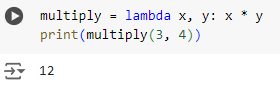 multiply = lambda x, y: x * y
print(multiply(3, 4))
12